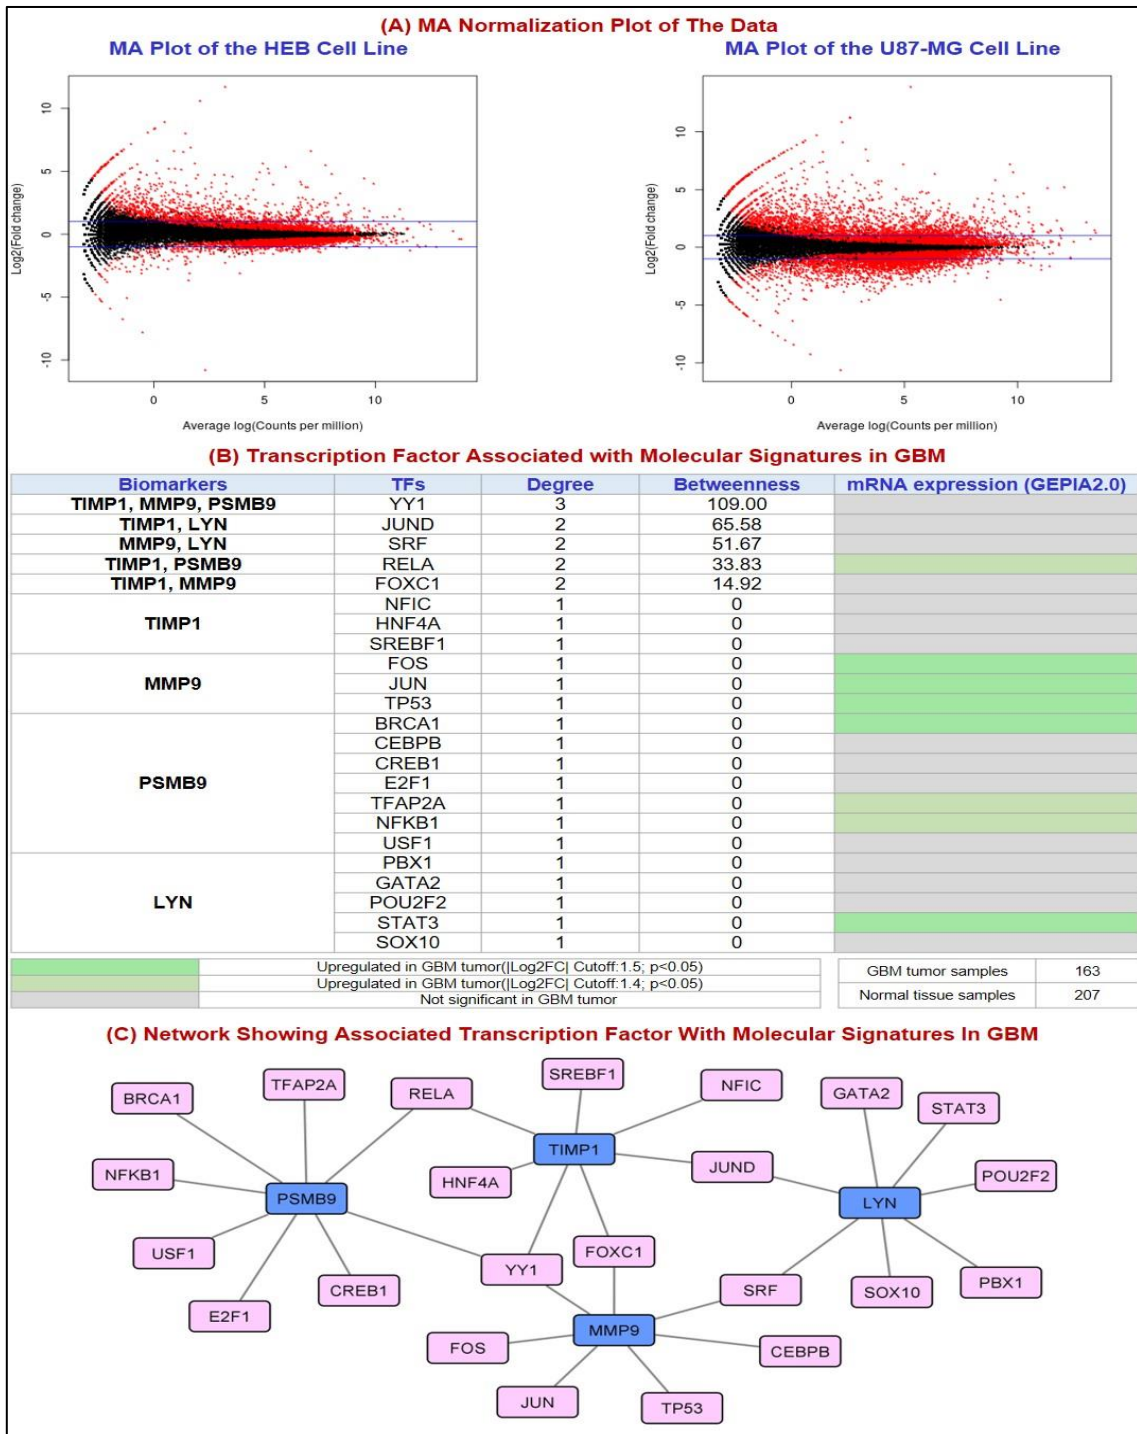 (A) MA Normalization Plot of The Data
MA Plot of the HEB Cell Line
MA Plot of the U87-MG Cell Line
Log2(Fold change)
10
5
0
-5
-10
0 5 10
Average log(Counts per million)
Log2(Fold change)
10
5
0
-5
-10
0 5 10
Average log(Counts per million)
(B) Transcription Factor Associated with Molecular Signatures in GBM
Biomarkers TFs Degree Betweenness mRNA expression (GEPIA2.0)
TIMP1, MMP9, PSMB9 YY1 3 109.00
TIMP1, LYN JUND 2 65.58
MMP9, LYN SRF 2 51.67
TIMP1, PSMB9 RELA 2 33.83
TIMP1, MMP9 FOXC1 2 14.92
TIMP1
NFIC 1 0
HNF4A 1 0
SREBF1 1 0
MMP9
FOS 1 0
JUN 1 0
TP53 1 0
PSMB9
BRCA1 1 0
CEBPB 1 0
CREB1 1 0
E2F1 1 0
TFAP2A 1 0
NFKB1 1 0
USF1 1 0
LYN
PBX1 1 0
GATA2 1 0
POU2F2 1 0
STAT3 1 0
SOX10 1 0
Upregulated in GBM tumor(|Log2FC| Cutoff:1.5; p<0.05)
Upregulated in GBM tumor(|Log2FC| Cutoff:1.4; p<0.05)
Not significant in GBM tumor
GBM tumor samples 163
Normal tissue samples 207
(C) Network Showing Associated Transcription Factor With Molecular Signatures In GBM
BRCA1
TFAP2A
RELA
SREBF1
NFIC
GATA2
STAT3
NFKB1
HNF4A
TIMP1
JUND
POU2F2
PSMB9
LYN
USF1
YY1
FOXC1
E2F1
CREB1
SRF
SOX10
PBX1
FOS
MMP9
CEBPB
JUN
TP53